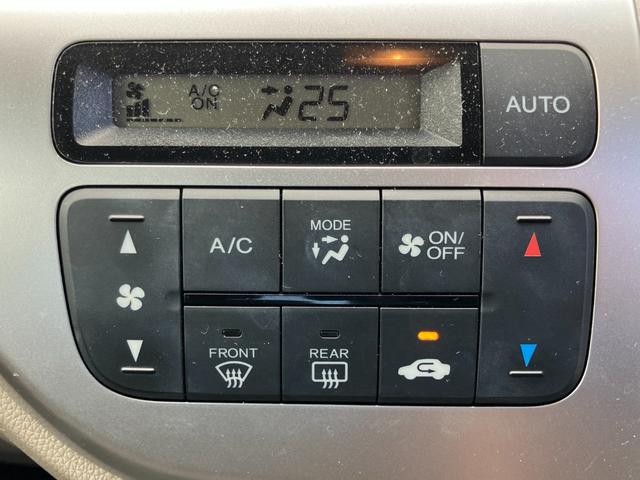 A/C
ON
25
AUTO
A/C
MODE
ON/
OFF
FRONT
REAR